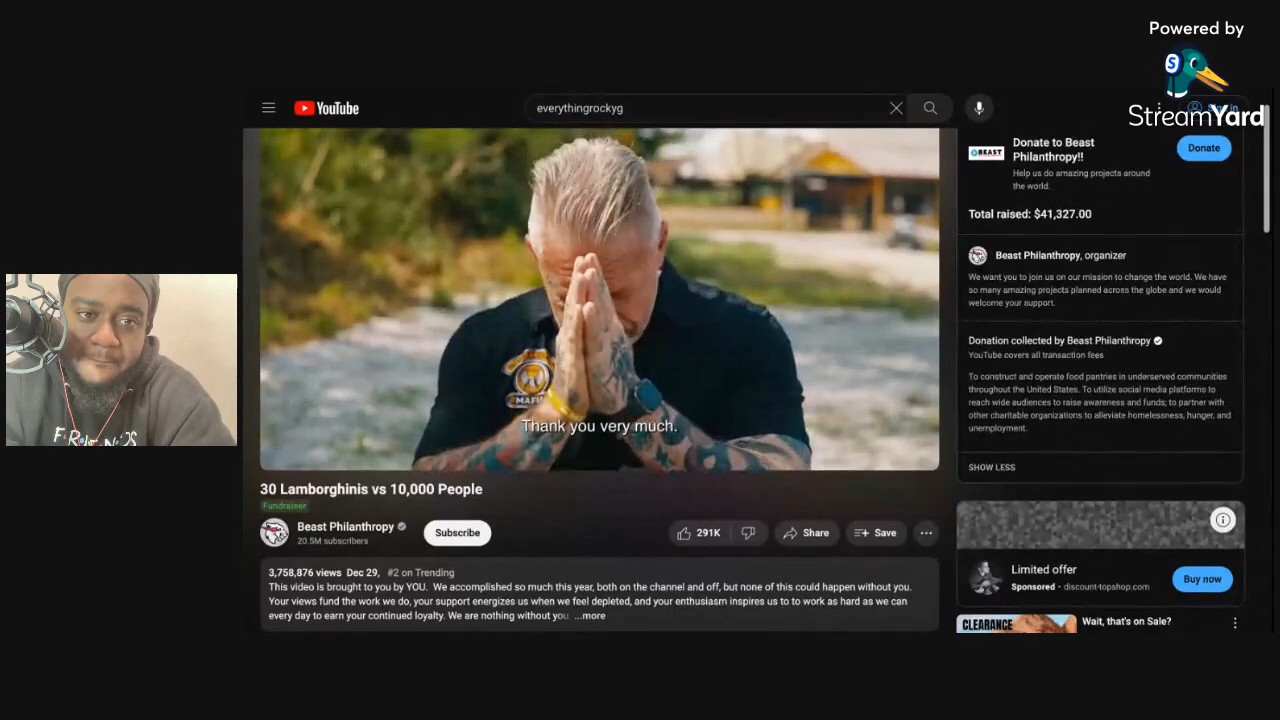 Powered by
StreamYard
YouTube
everythingrockyg
BEAST
Donate to Beast
Philanthropy!!
Help us do amazing projects around
the world.
Donate
Total raised: $41,327.00
Beast Philanthropy, organizer
We want you to join us on our mission to change the world. We have
so many amazing projects planned across the globe and we would
welcome your support.
Donation collected by Beast Philanthropy
YouTube covers all transaction fees
To construct and operate food pantries in underserved communities
throughout the United States. To utilize social media platforms to
reach wide audiences to raise awareness and funds; to partner with
other charitable organizations to alleviate homelessness, hunger, and
unemployment.
SHOW LESS
MAFI
Thank you very much.
FRIENDS
30 Lamborghinis vs 10,000 People
Fundraiser
Beast Philanthropy
20.5M subscribers
Subscribe
291K
Share
Save
3,758,876 views Dec 29, #2 on Trending
This video is brought to you by YOU. We accomplished so much this year, both on the channel and off, but none of this could happen without you.
Your views fund the work we do, your support energizes us when we feel depleted, and your enthusiasm inspires us to to work as hard as we can
every day to earn your continued loyalty. We are nothing without you. ...more
Limited offer
Sponsored · discount-topshop.com
Buy now
CLEARANCE
Wait, that's on Sale?